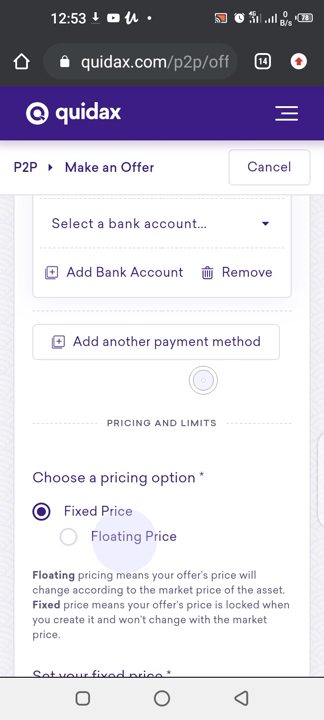 12:53
4G
0 B/s
78
quidax.com/p2p/off
14
quidax
P2P
Make an Offer
Cancel
Select a bank account...
Add Bank Account
Remove
Add another payment method
PRICING AND LIMITS
Choose a pricing option *
Fixed Price
Floating Price
Floating pricing means your offer's price will
change according to the market price of the asset.
Fixed price means your offer's price is locked when
you create it and won't change with the market
price.
Set your fixed price *